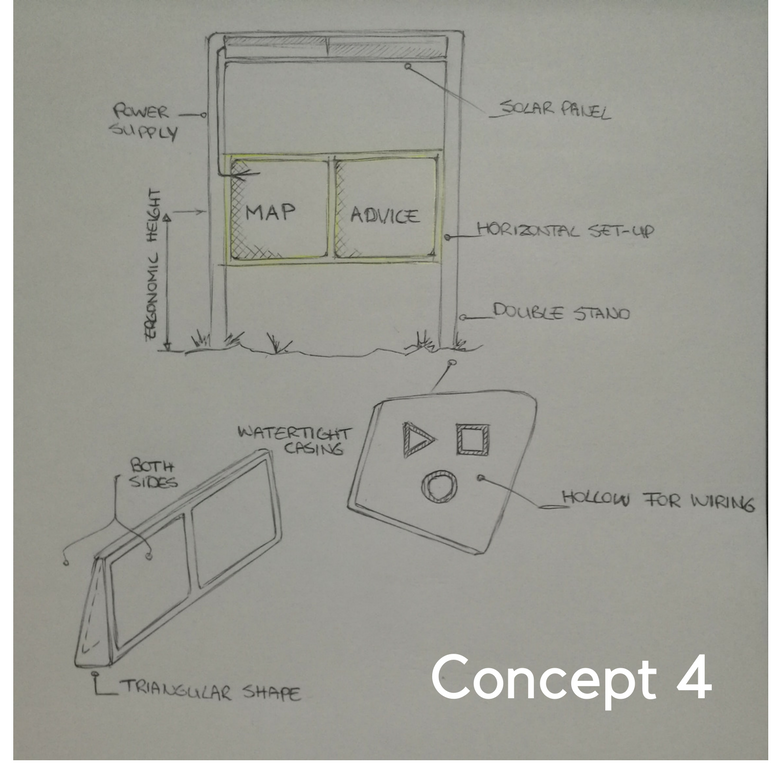 POWER
SUPPLY
SOLAR PANEL
ERGONOMIC HEIGHT
MAP
ADVICE
HORIZONTAL SET-UP
DOUBLE STAND
WATERTIGHT
CASING
BOTH
SIDES
HOLLOW FOR WIRING
TRIANGULAR SHAPE
Concept 4